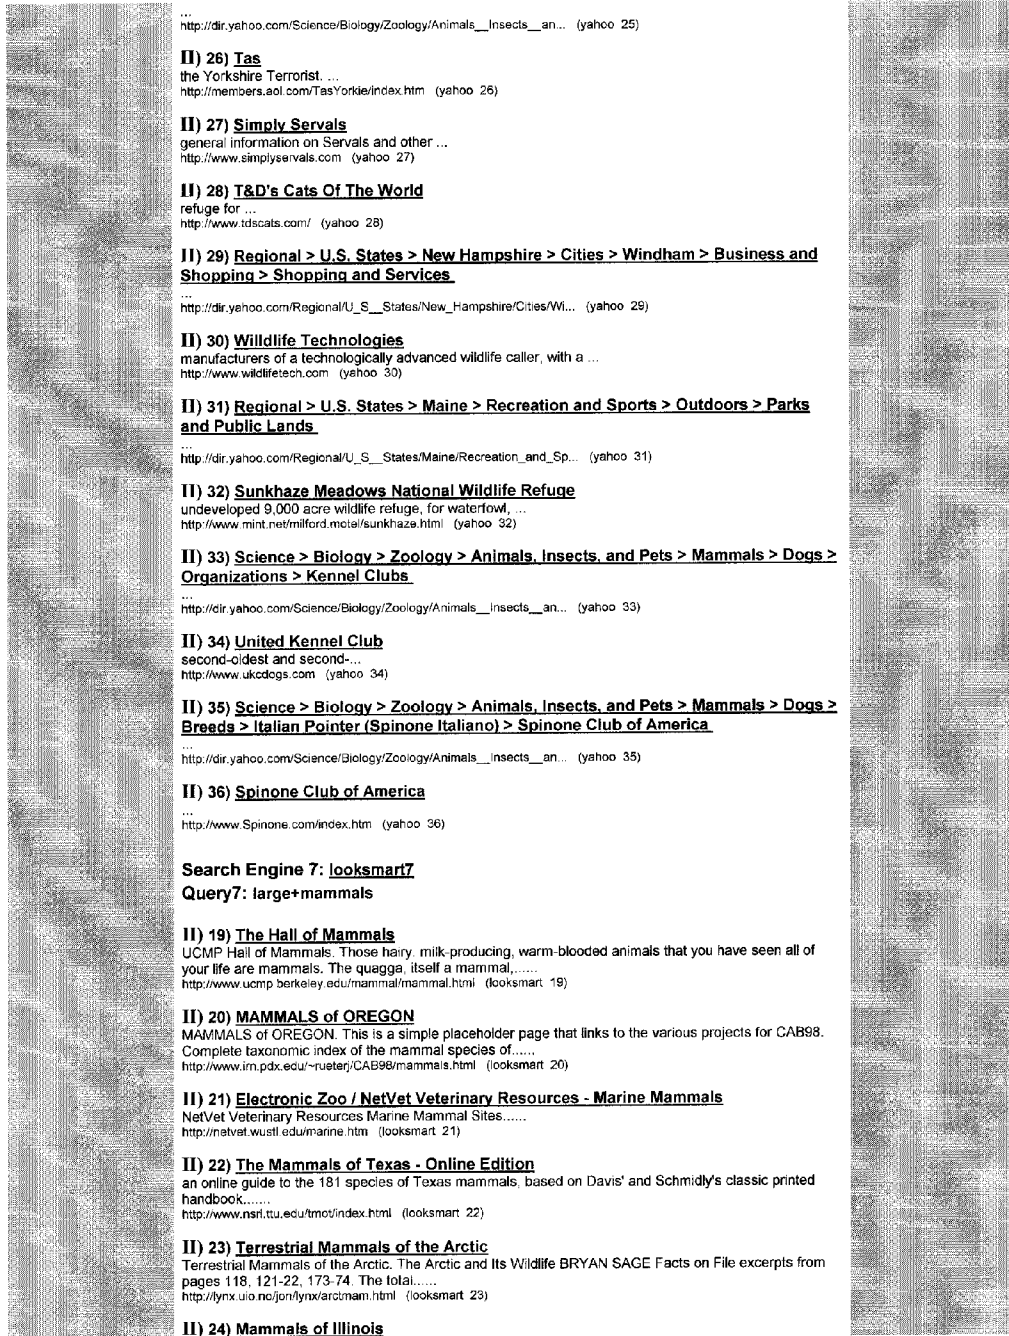 ...
http://dir.yahoo.com/Science/Biology/Zoology/Animals__Insects__an... (yahoo 25)
II) 26) Tas
the Yorkshire Terrorist. ...
http://members.aol.com/TasYorkie/index.htm (yahoo 26)
II) 27) Simply Servals
general information on Servals and other ...
http://www.simplyservals.com (yahoo 27)
II) 28) T&D's Cats Of The World
refuge for ...
http://www.tdscats.com/ (yahoo 28)
II) 29) Regional > U.S. States > New Hampshire > Cities > Windham > Business and
Shopping > Shopping and Services
...
http://dir.yahoo.com/Regional/U_S__States/New_Hampshire/Cities/Wi... (yahoo 29)
II) 30) Willdlife Technologies
manufacturers of a technologically advanced wildlife caller, with a ...
http://www.wildlifetech.com (yahoo 30)
II) 31) Regional > U.S. States > Maine > Recreation and Sports > Outdoors > Parks
and Public Lands
...
http://dir.yahoo.com/Regional/U_S__States/Maine/Recreation_and_Sp... (yahoo 31)
II) 32) Sunkhaze Meadows National Wildlife Refuge
undeveloped 9,000 acre wildlife refuge, for waterfowl, ...
http://www.mint.net/milford.motel/sunkhaze.html (yahoo 32)
II) 33) Science > Biology > Zoology > Animals, Insects, and Pets > Mammals > Dogs >
Organizations > Kennel Clubs
...
http://dir.yahoo.com/Science/Biology/Zoology/Animals__Insects__an... (yahoo 33)
II) 34) United Kennel Club
second-oldest and second-...
http://www.ukcdogs.com (yahoo 34)
II) 35) Science > Biology > Zoology > Animals, Insects, and Pets > Mammals > Dogs >
Breeds > Italian Pointer (Spinone Italiano) > Spinone Club of America
...
http://dir.yahoo.com/Science/Biology/Zoology/Animals__Insects__an... (yahoo 35)
II) 36) Spinone Club of America
...
http://www.Spinone.com/index.htm (yahoo 36)
Search Engine 7: looksmart7
Query7: large+mammals
II) 19) The Hall of Mammals
UCMP Hall of Mammals. Those hairy, milk-producing, warm-blooded animals that you have seen all of
your life are mammals. The quagga, itself a mammal,......
http://www.ucmp.berkeley.edu/mammal/mammal.html (looksmart 19)
II) 20) MAMMALS of OREGON
MAMMALS of OREGON. This is a simple placeholder page that links to the various projects for CAB98.
Complete taxonomic index of the mammal species of......
http://www.irn.pdx.edu/~rueterj/CAB98/mammals.html (looksmart 20)
II) 21) Electronic Zoo / NetVet Veterinary Resources - Marine Mammals
NetVet Veterinary Resources Marine Mammal Sites......
http://netvet.wustl.edu/marine.htm (looksmart 21)
II) 22) The Mammals of Texas - Online Edition
an online guide to the 181 species of Texas mammals, based on Davis' and Schmidly's classic printed
handbook.......
http://www.nsrl.ttu.edu/tmot/index.html (looksmart 22)
II) 23) Terrestrial Mammals of the Arctic
Terrestrial Mammals of the Arctic. The Arctic and Its Wildlife BRYAN SAGE Facts on File excerpts from
pages 118, 121-22, 173-74. The total......
http://lynx.uio.no/jon/lynx/arctmam.html (looksmart 23)
II) 24) Mammals of Illinois